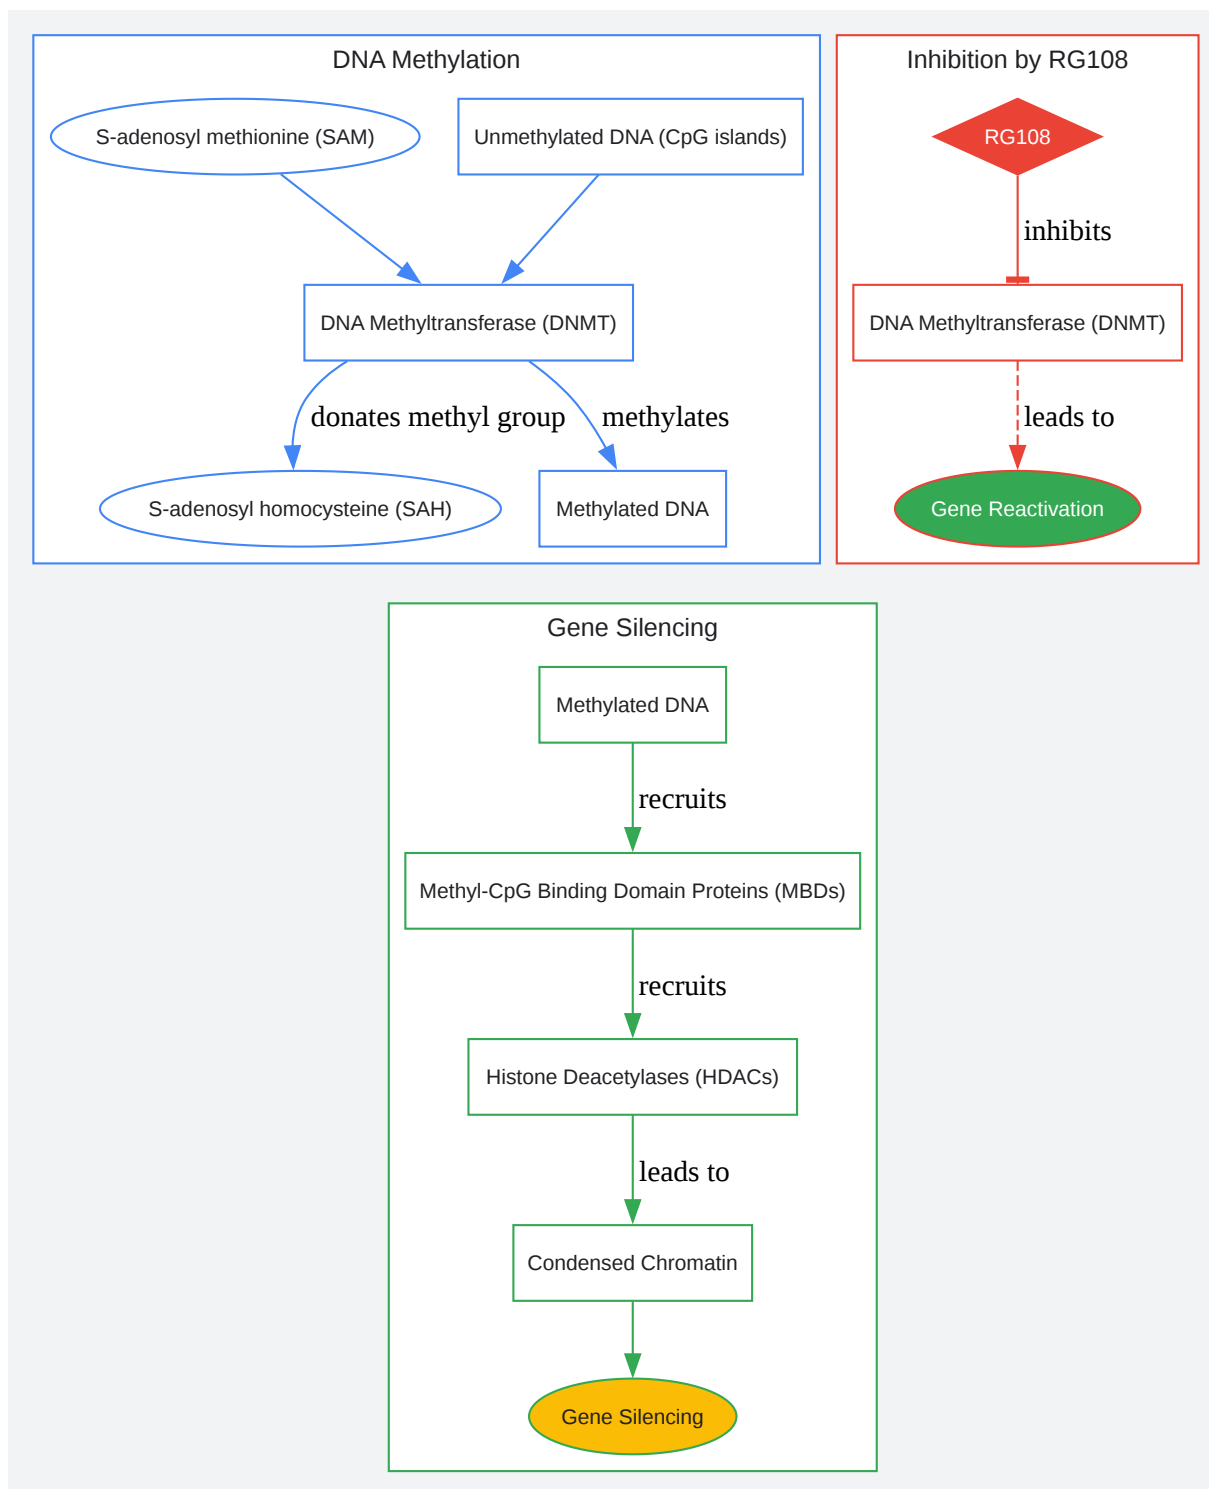 DNA Methylation
S-adenosyl methionine (SAM)
Unmethylated DNA (CpG islands)
DNA Methyltransferase (DNMT)
donates methyl group
methylates
S-adenosyl homocysteine (SAH)
Methylated DNA
Inhibition by RG108
RG108
inhibits
DNA Methyltransferase (DNMT)
leads to
Gene Reactivation
Gene Silencing
Methylated DNA
recruits
Methyl-CpG Binding Domain Proteins (MBDs)
recruits
Histone Deacetylases (HDACs)
leads to
Condensed Chromatin
Gene Silencing